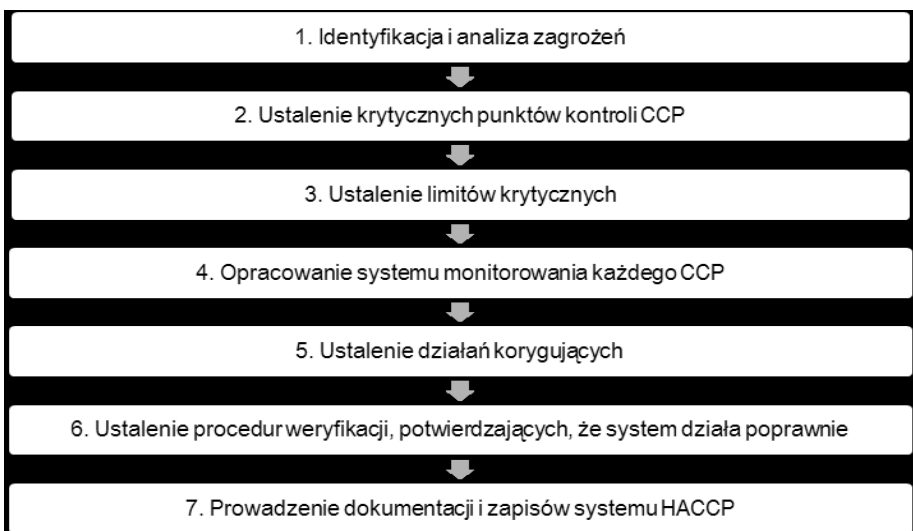 1. Identyfikacja i analiza zagrożeń
2. Ustalenie krytycznych punktów kontroli CCP
3. Ustalenie limitów krytycznych
4. Opracowanie systemu monitorowania każdego CCP
5. Ustalenie działań korygujących
6. Ustalenie procedur weryfikacji, potwierdzających, że system działa poprawnie
7. Prowadzenie dokumentacji i zapisów systemu HACCP